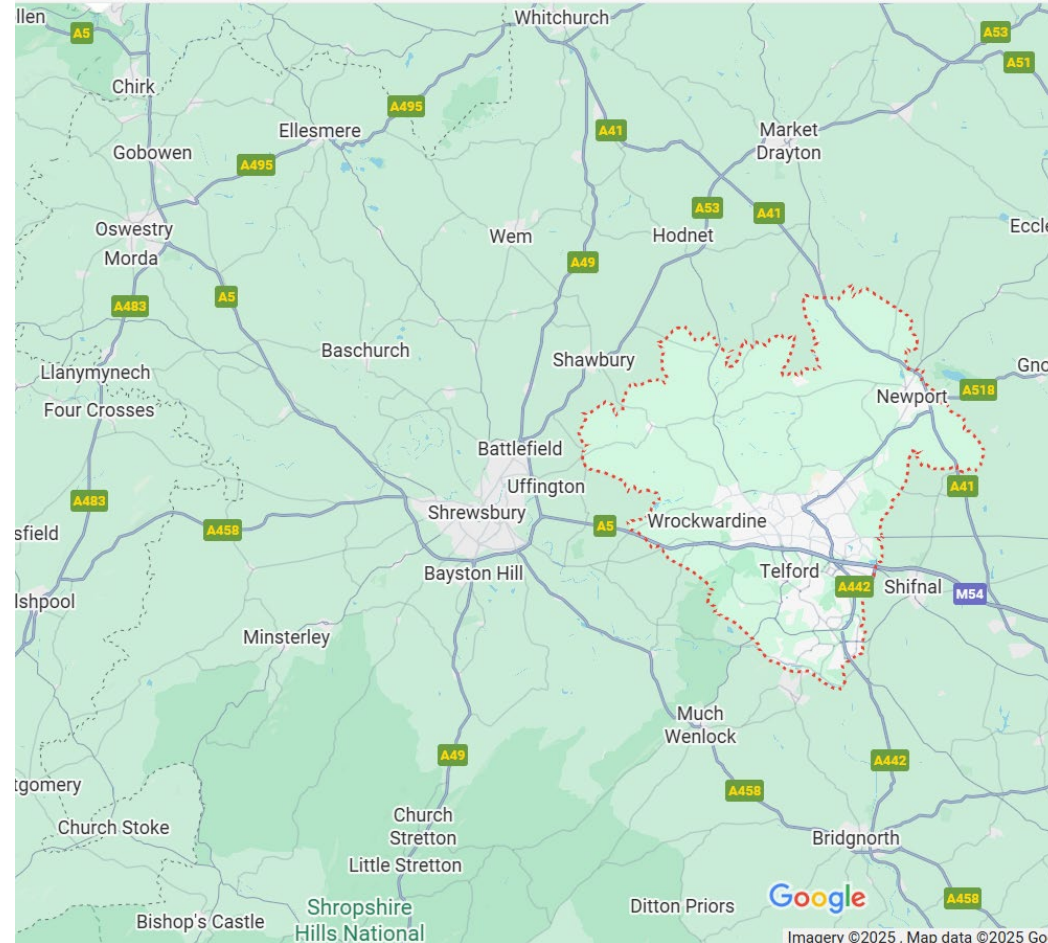 llen
A5
Whitchurch
A53
A51
Chirk
A495
Ellesmere
A41
Market
Drayton
Gobowen
A495
A53
A41
Oswestry
Morda
Wem
Hodnet
Eccle
A49
A5
A483
Baschurch
Shawbury
Llanymynech
Gno
Newport
A518
Four Crosses
Battlefield
A483
Uffington
A41
Shrewsbury
Wrockwardine
A5
A458
sfield
Bayston Hill
Telford
A442
Shifnal
M54
lshpool
Minsterley
Much
Wenlock
A49
A442
tgomery
A458
Church
Stretton
Church Stoke
Bridgnorth
Little Stretton
Google
A458
Shropshire
Hills National
Ditton Priors
Bishop's Castle
Imagery ©2025 , Map data ©2025 Go